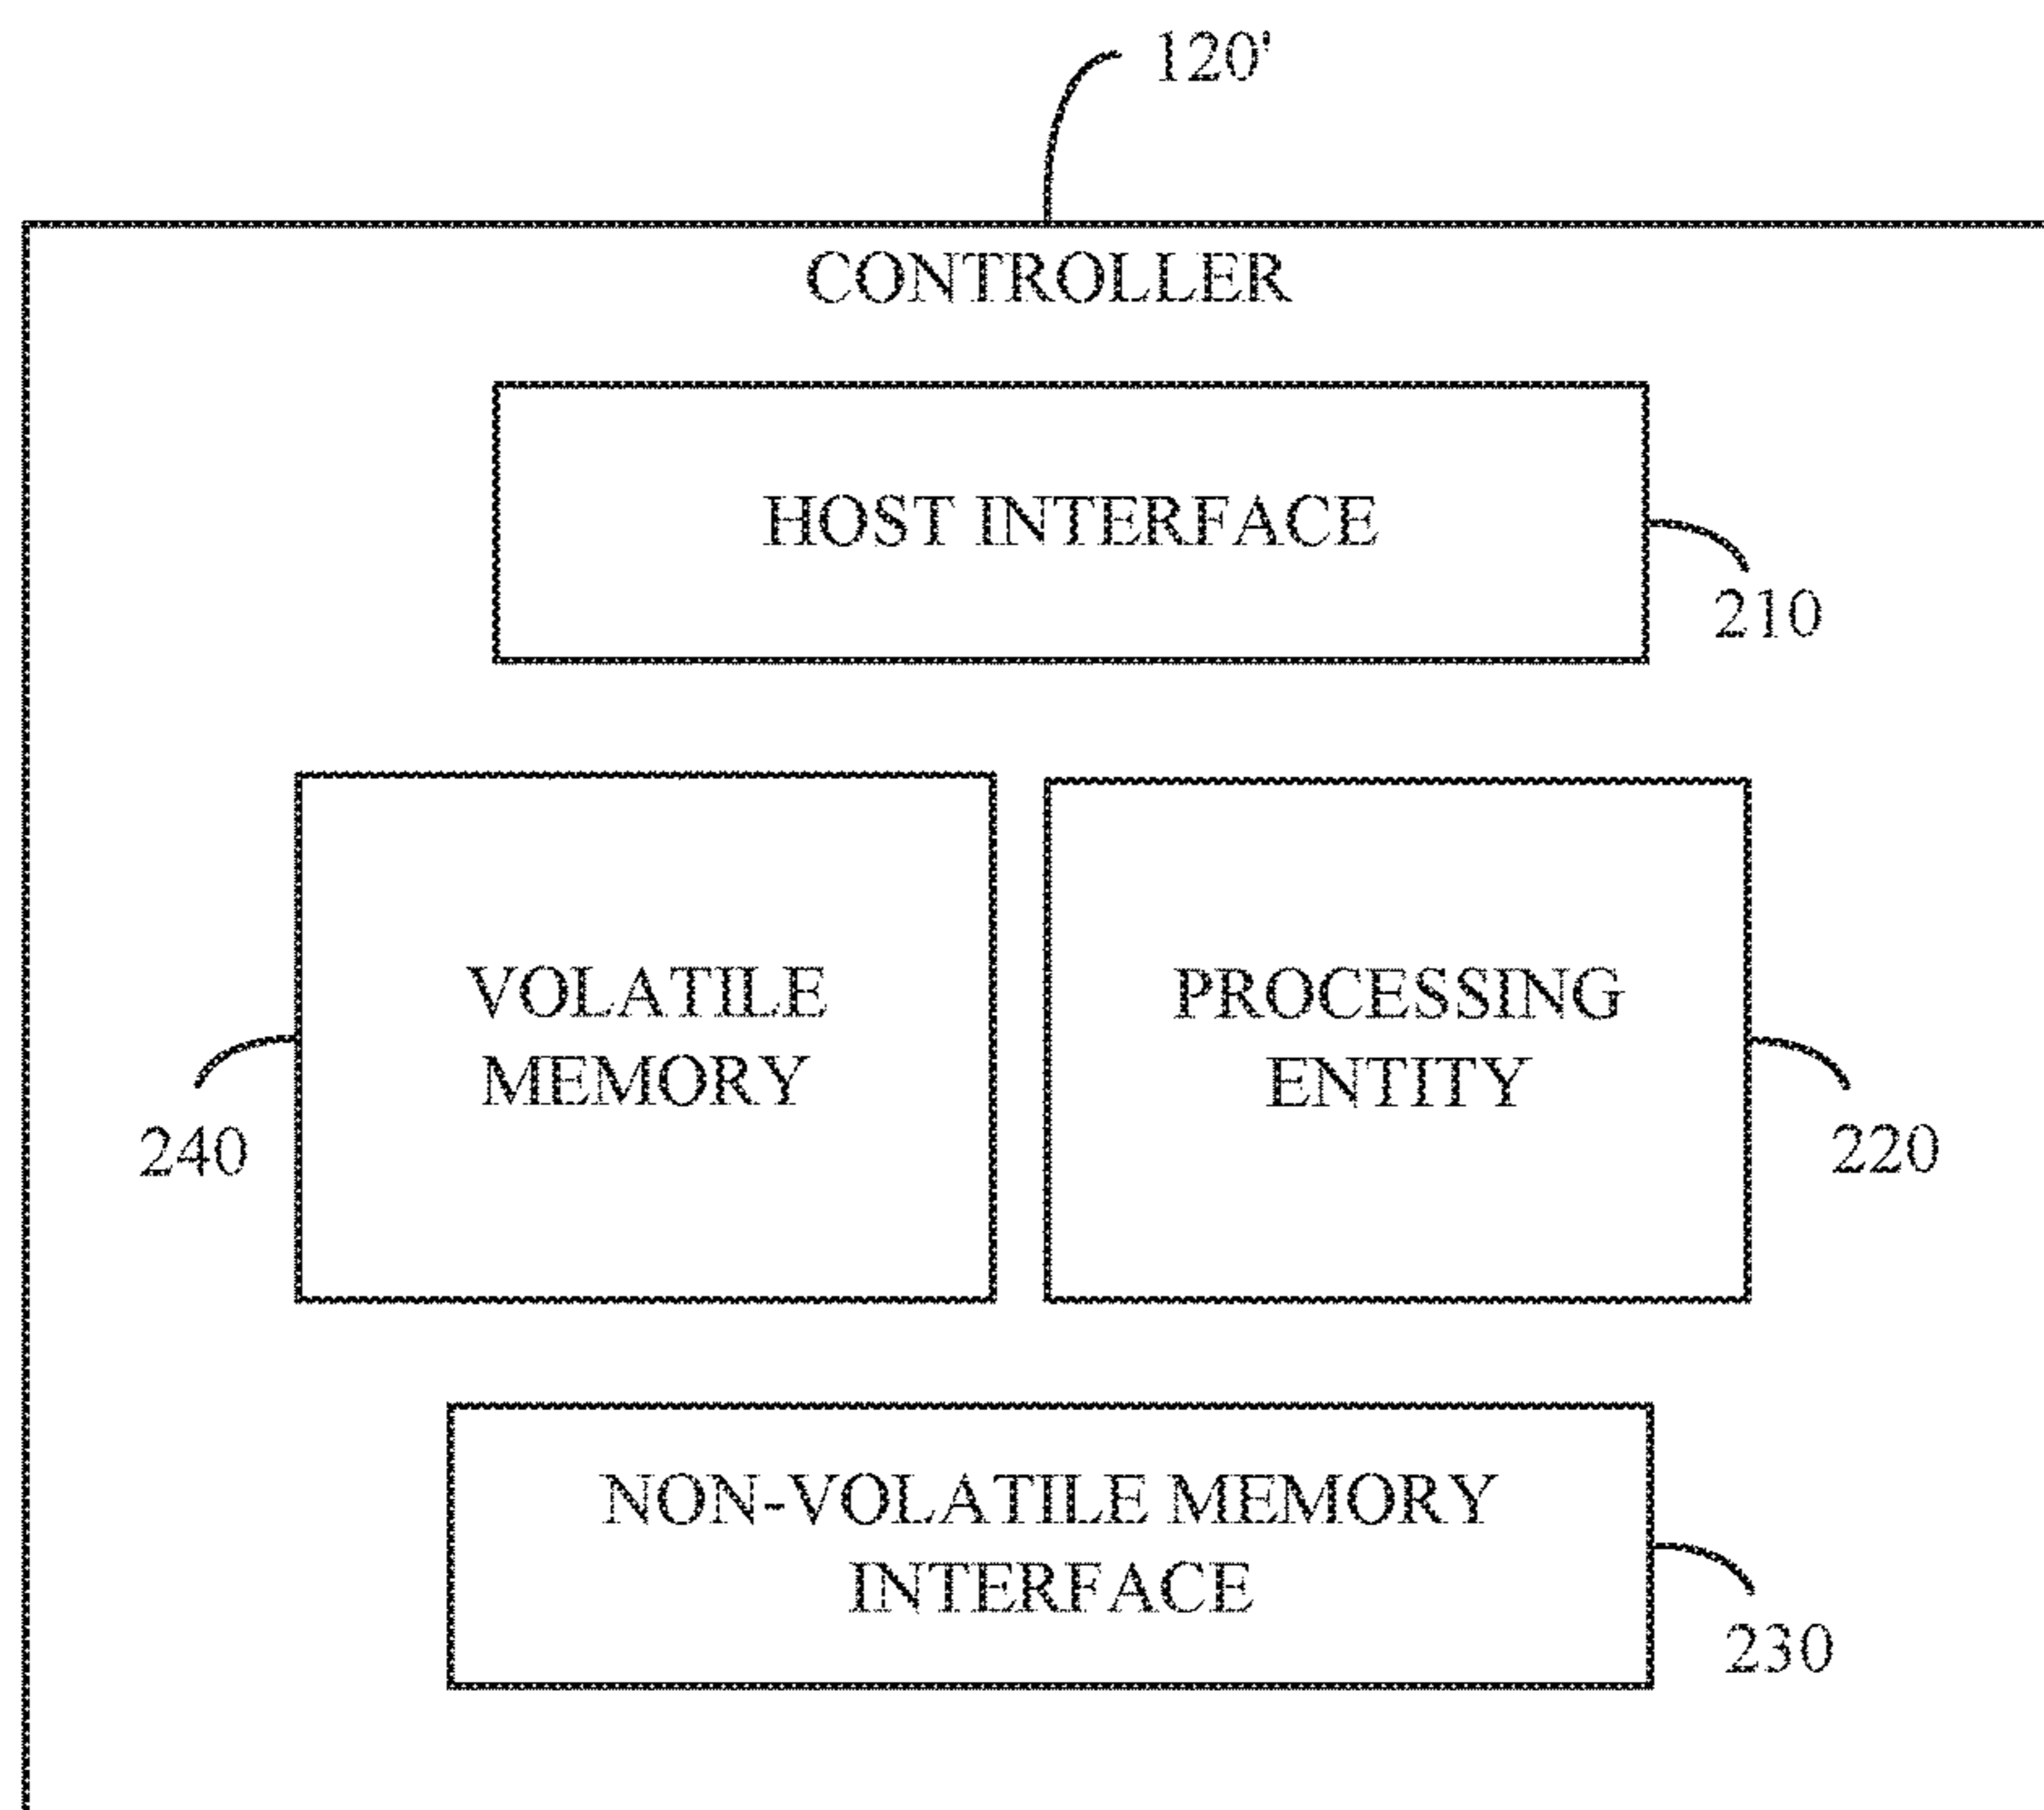 120'
CONTROLLER
HOST INTERFACE
210
VOLATILE
MEMORY
PROCESSING
ENTITY
240
220
NON-VOLATILE MEMORY
INTERFACE
230